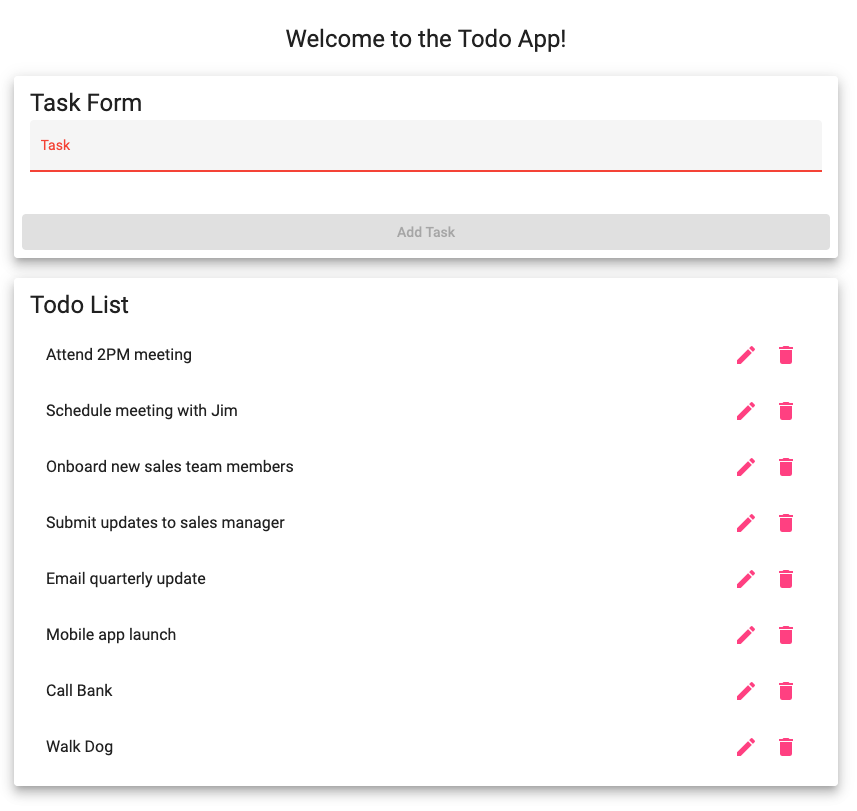 Welcome to the Todo App!
Task Form
Task
Add Task
Todo List
Attend 2PM meeting
Schedule meeting with Jim
Onboard new sales team members
Submit updates to sales manager
Email quarterly update
Mobile app launch
Call Bank
Walk Dog